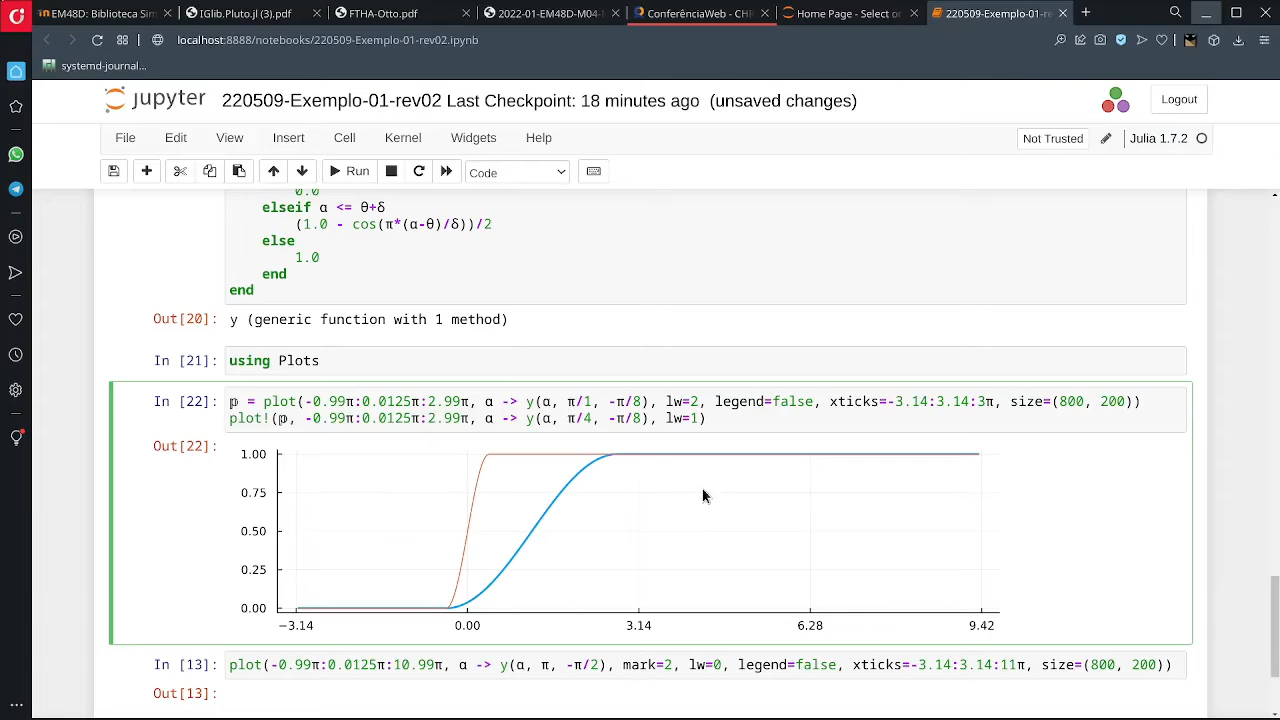 EM48D: Biblioteca Sim
IGlib.Pluto.jl (3).pdf
FTHA-Otto.pdf
2022-01-EM48D-M04-
ConferênciaWeb - CH
Home Page - Select or
220509-Exemplo-01-re
localhost:8888/notebooks/220509-Exemplo-01-rev02.ipynb
systemd-journal...
jupyter 220509-Exemplo-01-rev02 Last Checkpoint: 18 minutes ago (unsaved changes)
Logout
File Edit View Insert Cell Kernel Widgets Help
Not Trusted
Julia 1.7.2
Run
Code
0.0
elseif α <= θ+δ
(1.0 - cos(π*(α-θ)/δ))/2
else
1.0
end
end
Out[20]: y (generic function with 1 method)
In [21]: using Plots
In [22]: 𝕡 = plot(-0.99π:0.0125π:2.99π, α -> y(α, π/1, -π/8), lw=2, legend=false, xticks=-3.14:3.14:3π, size=(800, 200))
plot!(𝕡, -0.99π:0.0125π:2.99π, α -> y(α, π/4, -π/8), lw=1)
Out[22]:
1.00
0.75
0.50
0.25
0.00
−3.14 0.00 3.14 6.28 9.42
In [13]: plot(-0.99π:0.0125π:10.99π, α -> y(α, π, -π/2), mark=2, lw=0, legend=false, xticks=-3.14:3.14:11π, size=(800, 200))
Out[13]: